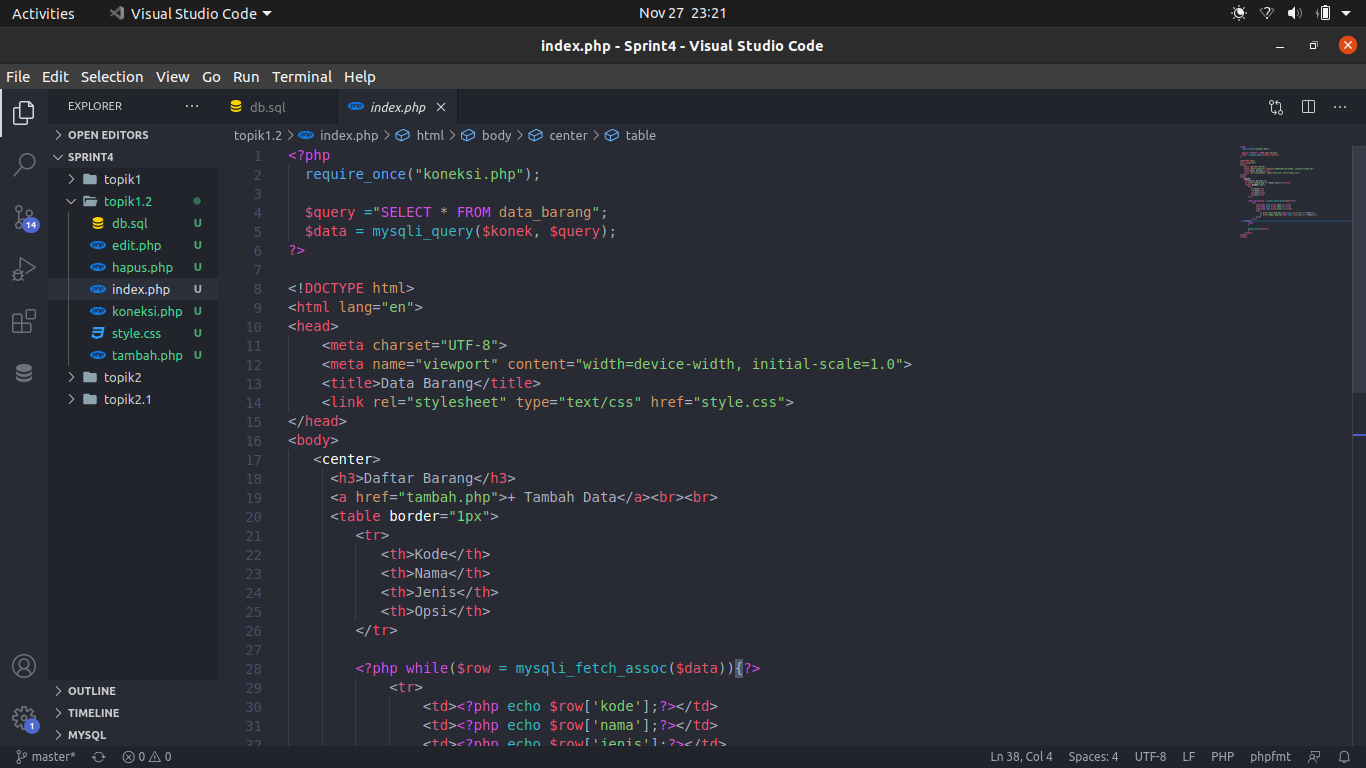 Activities Visual Studio Code Nov 27 23:21
index.php - Sprint4 - Visual Studio Code
File Edit Selection View Go Run Terminal Help
EXPLORER ... db.sql index.php
OPEN EDITORS
SPRINT4
topik1
topik1.2
db.sql U
edit.php U
hapus.php U
index.php U
koneksi.php U
style.css U
tambah.php U
topik2
topik2.1
OUTLINE
TIMELINE
MYSQL
14
1
topik1.2 > index.php > html > body > center > table
1 <?php
2 require_once("koneksi.php");
3
4 $query ="SELECT * FROM data_barang";
5 $data = mysqli_query($konek, $query);
6 ?>
7
8 <!DOCTYPE html>
9 <html lang="en">
10 <head>
11 <meta charset="UTF-8">
12 <meta name="viewport" content="width=device-width, initial-scale=1.0">
13 <title>Data Barang</title>
14 <link rel="stylesheet" type="text/css" href="style.css">
15 </head>
16 <body>
17 <center>
18 <h3>Daftar Barang</h3>
19 <a href="tambah.php">+ Tambah Data</a><br><br>
20 <table border="1px">
21 <tr>
22 <th>Kode</th>
23 <th>Nama</th>
24 <th>Jenis</th>
25 <th>Opsi</th>
26 </tr>
27
28 <?php while($row = mysqli_fetch_assoc($data)){?>
29 <tr>
30 <td><?php echo $row['kode'];?></td>
31 <td><?php echo $row['nama'];?></td>
32 <td><?php echo $row['jenis'];?></td>
master* 0 0 Ln 38, Col 4 Spaces: 4 UTF-8 LF PHP phpfmt